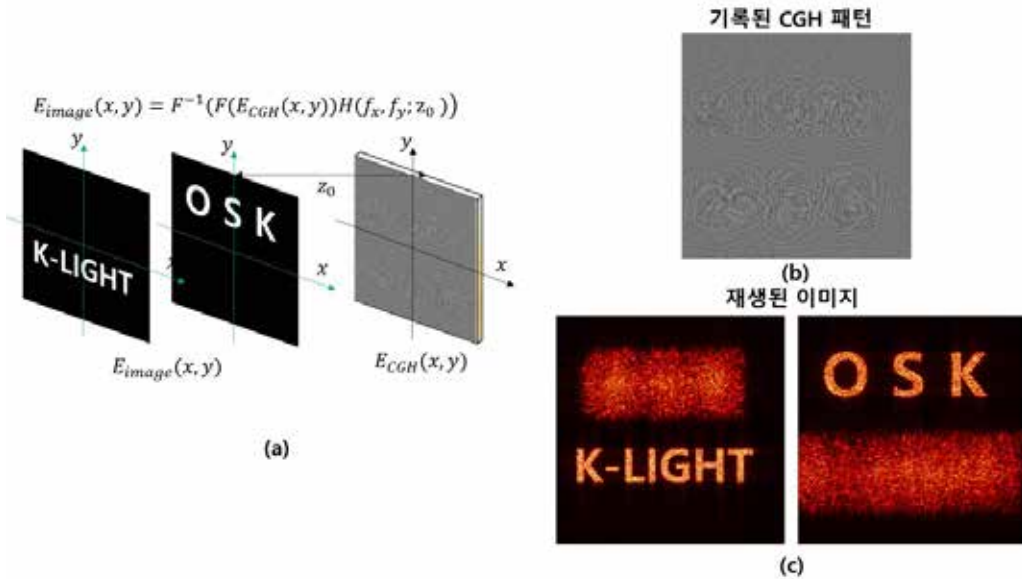 기록된 CGH 패턴
E_image(x, y) = F⁻¹(F(E_CGH(x, y))H(f_x, f_y; z_0))
y
y
y
z_0
O S K
K-LIGHT
x
x
x
E_image(x, y)
E_CGH(x, y)
(a)
(b)
재생된 이미지
K-LIGHT
O S K
(c)